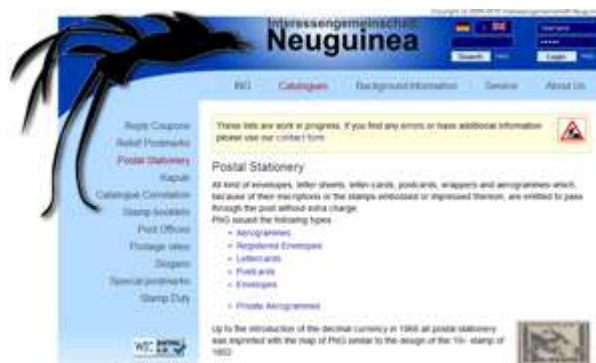 Interessengemeinschaft
Neuguinea
Search
Login
Catalogues
Background Information
Service
About Us
These lists are work in progress. If you find any errors or have additional information
please use our contact form.
Reply Coupons
Relief Postmarks
Postal Stationery
Kapuh
Catalogue Correlation
Stamp booklets
Post Offices
Postage rates
Slogans
Special postmarks
Stamp Duty
Postal Stationery
All kind of envelopes, letter sheets, letter cards, postcards, wrappers and aerogrammes which,
because of their inscriptions or the stamps embossed or impressed thereon, are entitled to pass
through the post without extra charge.
PNG issued the following types
Aerogrammes
Registered Envelopes
Lettercards
Postcards
Envelopes
Private Aerogrammes
Up to the introduction of the decimal currency in 1966 all postal stationery
was imprinted with the map of PNG similar to the design of the 10/- stamp of
W3C